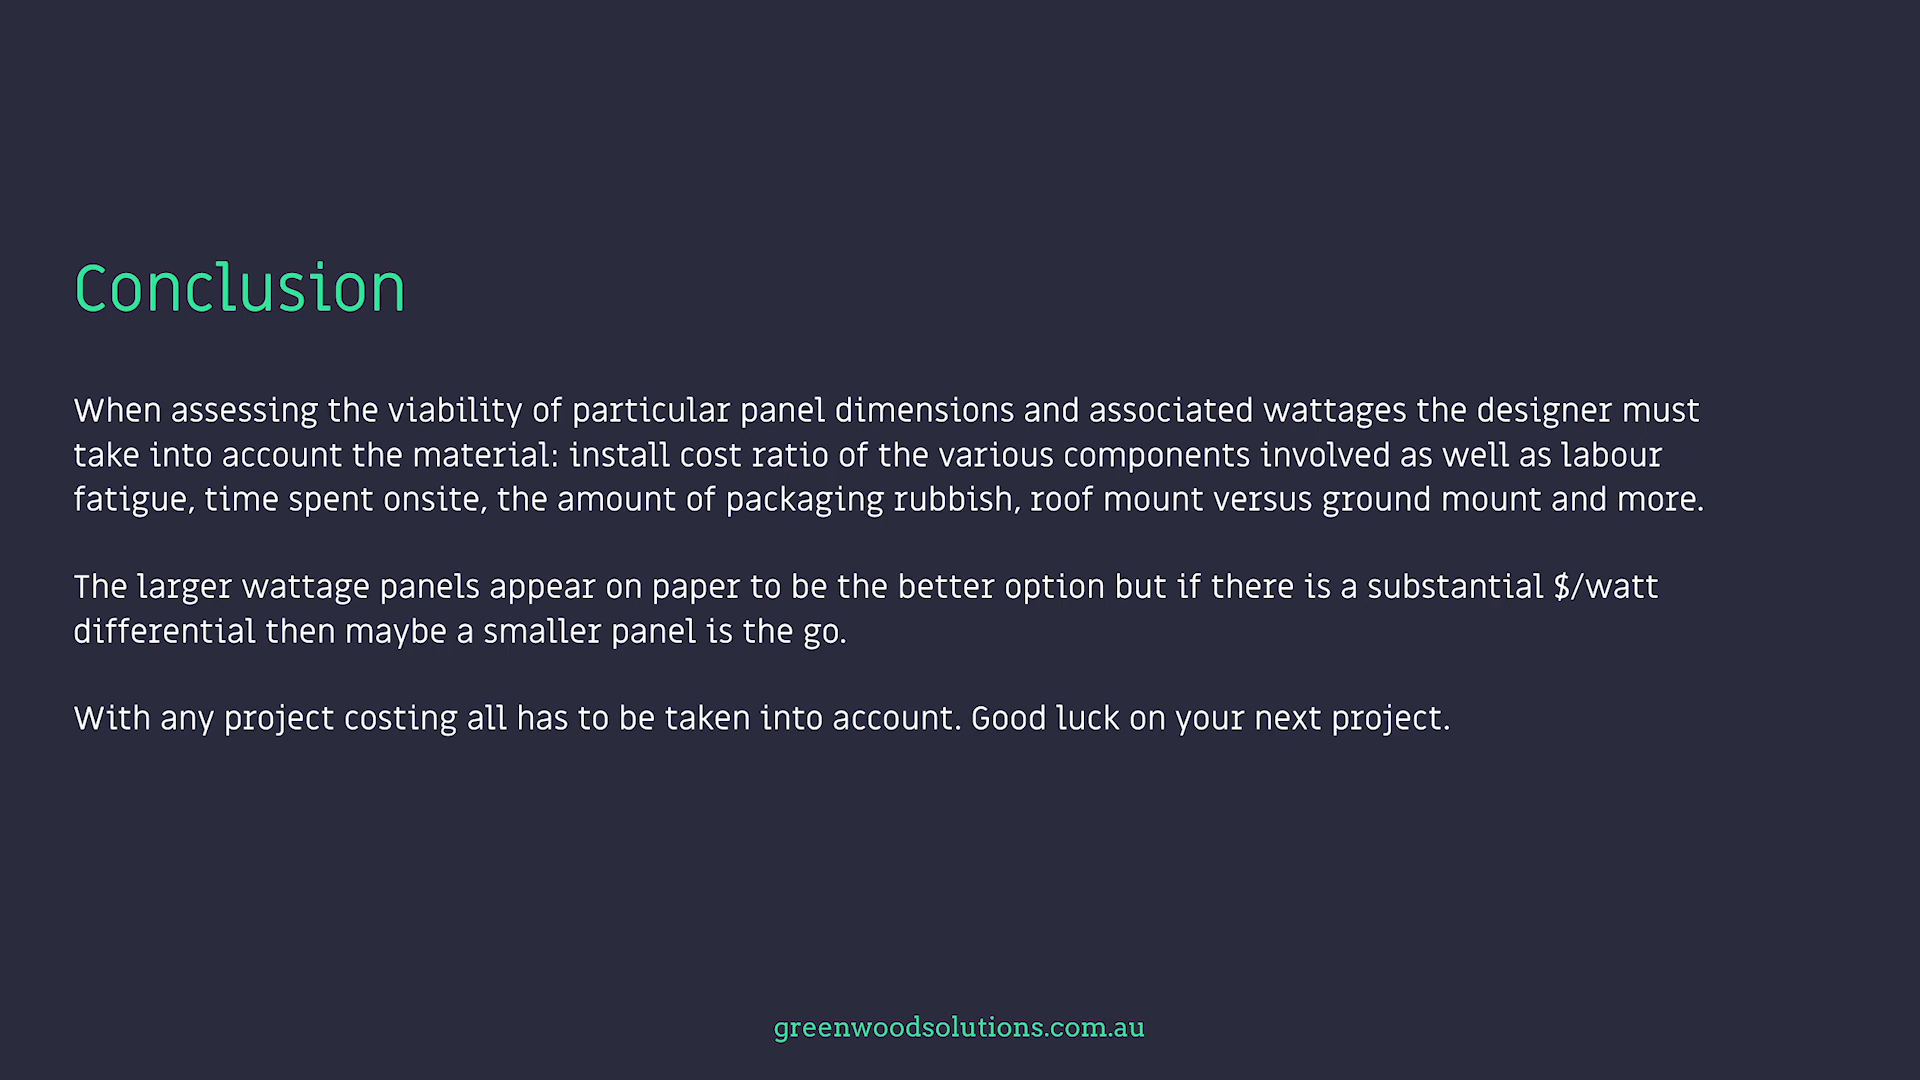 Conclusion
When assessing the viability of particular panel dimensions and associated wattages the designer must
take into account the material: install cost ratio of the various components involved as well as labour
fatigue, time spent onsite, the amount of packaging rubbish, roof mount versus ground mount and more.
The larger wattage panels appear on paper to be the better option but if there is a substantial $/watt
differential then maybe a smaller panel is the go.
With any project costing all has to be taken into account. Good luck on your next project.
greenwoodsolutions.com.au